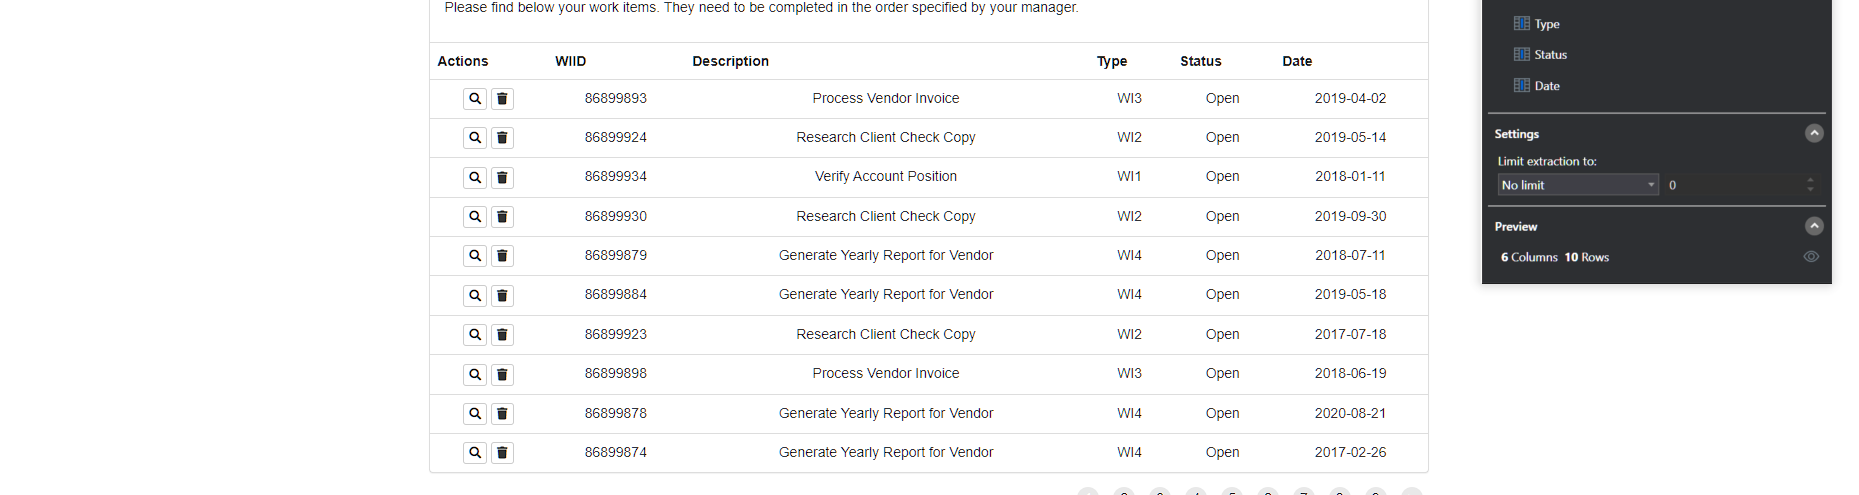 Please find below your work items. They need to be completed in the order specified by your manager.
Actions WIID Description Type Status Date
86899893 Process Vendor Invoice WI3 Open 2019-04-02
86899924 Research Client Check Copy WI2 Open 2019-05-14
86899934 Verify Account Position WI1 Open 2018-01-11
86899930 Research Client Check Copy WI2 Open 2019-09-30
86899879 Generate Yearly Report for Vendor WI4 Open 2018-07-11
86899884 Generate Yearly Report for Vendor WI4 Open 2019-05-18
86899923 Research Client Check Copy WI2 Open 2017-07-18
86899898 Process Vendor Invoice WI3 Open 2018-06-19
86899878 Generate Yearly Report for Vendor WI4 Open 2020-08-21
86899874 Generate Yearly Report for Vendor WI4 Open 2017-02-26
Type
Status
Date
Settings
Limit extraction to:
No limit 0
Preview
6 Columns 10 Rows